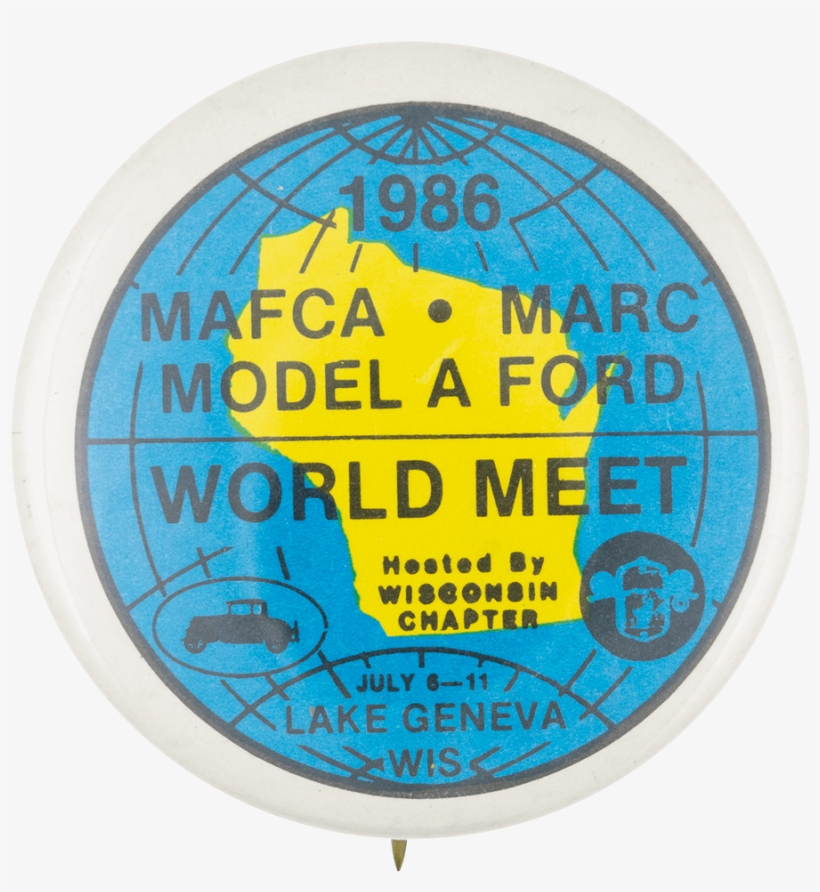 1986
MAFCA • MARC
MODEL A FORD
WORLD MEET
Hosted By
WISCONSIN
CHAPTER
JULY 6—11
LAKE GENEVA
WIS